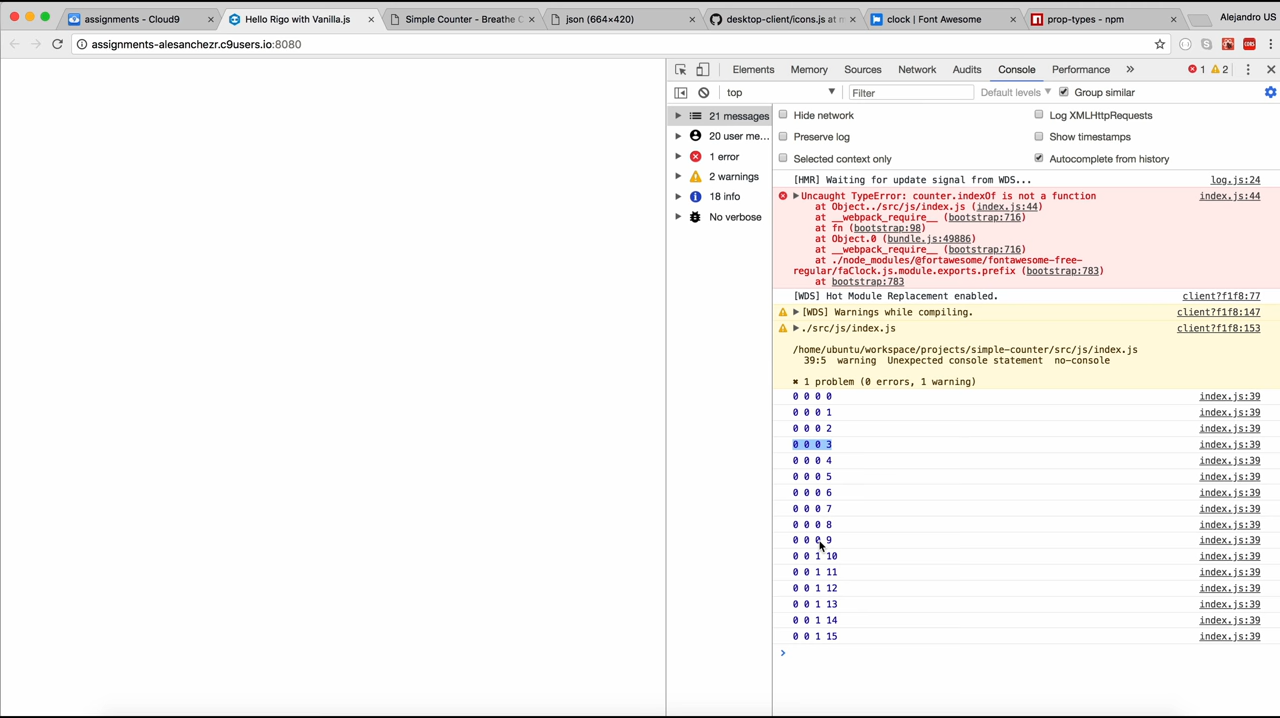 assignments - Cloud9
Hello Rigo with Vanilla.js
Simple Counter - Breathe C
json (664×420)
desktop-client/icons.js at m
clock | Font Awesome
prop-types - npm
Alejandro US
assignments-alesanchezr.c9users.io:8080
Elements Memory Sources Network Audits Console Performance » 1 2
top Filter Default levels Group similar
21 messages
20 user me...
1 error
2 warnings
18 info
No verbose
Hide network Log XMLHttpRequests
Preserve log Show timestamps
Selected context only Autocomplete from history
[HMR] Waiting for update signal from WDS... log.js:24
Uncaught TypeError: counter.indexOf is not a function index.js:44
at Object../src/js/index.js (index.js:44)
at __webpack_require__ (bootstrap:716)
at fn (bootstrap:98)
at Object.0 (bundle.js:49886)
at __webpack_require__ (bootstrap:716)
at ./node_modules/@fortawesome/fontawesome-free-
regular/faClock.js.module.exports.prefix (bootstrap:783)
at bootstrap:783
[WDS] Hot Module Replacement enabled. client?f1f8:77
[WDS] Warnings while compiling. client?f1f8:147
./src/js/index.js client?f1f8:153
/home/ubuntu/workspace/projects/simple-counter/src/js/index.js
39:5 warning Unexpected console statement no-console
✖ 1 problem (0 errors, 1 warning)
0 0 0 0 index.js:39
0 0 0 1 index.js:39
0 0 0 2 index.js:39
0 0 0 3 index.js:39
0 0 0 4 index.js:39
0 0 0 5 index.js:39
0 0 0 6 index.js:39
0 0 0 7 index.js:39
0 0 0 8 index.js:39
0 0 0 9 index.js:39
0 0 1 10 index.js:39
0 0 1 11 index.js:39
0 0 1 12 index.js:39
0 0 1 13 index.js:39
0 0 1 14 index.js:39
0 0 1 15 index.js:39